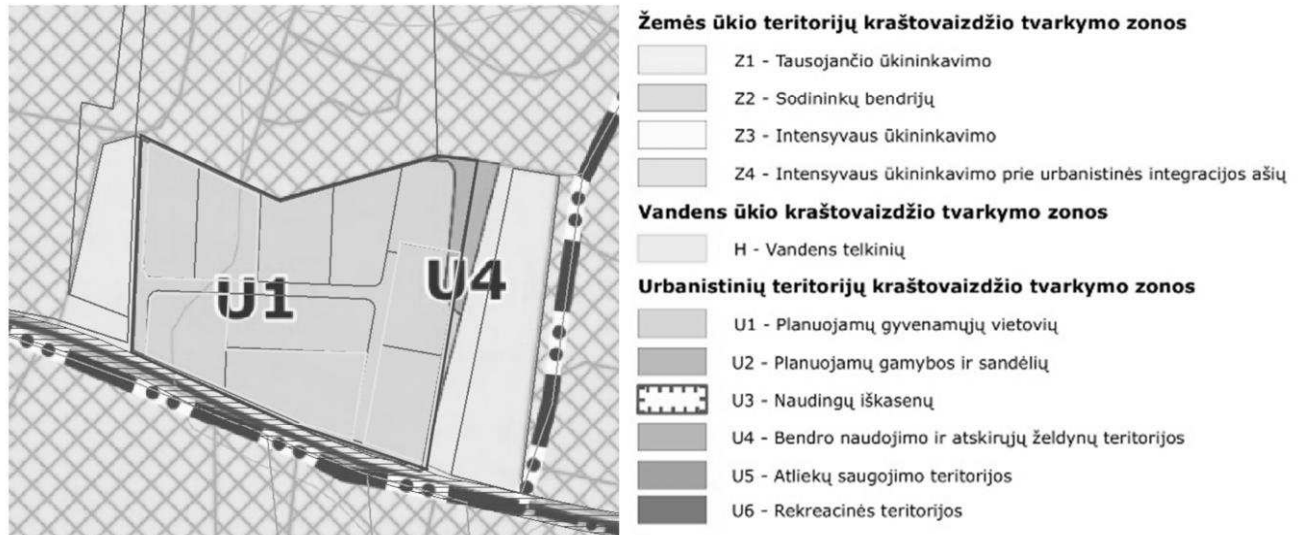 U1
U4
Žemės ūkio teritorijų kraštovaizdžio tvarkymo zonos
Z1 - Tausojančio ūkininkavimo
Z2 - Sodininkų bendrijų
Z3 - Intensyvaus ūkininkavimo
Z4 - Intensyvaus ūkininkavimo prie urbanistinės integracijos ašių
Vandens ūkio kraštovaizdžio tvarkymo zonos
H - Vandens telkinių
Urbanistinių teritorijų kraštovaizdžio tvarkymo zonos
U1 - Planuojamų gyvenamųjų vietovių
U2 - Planuojamų gamybos ir sandėlių
U3 - Naudingų iškasenų
U4 - Bendro naudojimo ir atskirųjų želdynų teritorijos
U5 - Atliekų saugojimo teritorijos
U6 - Rekreacinės teritorijos